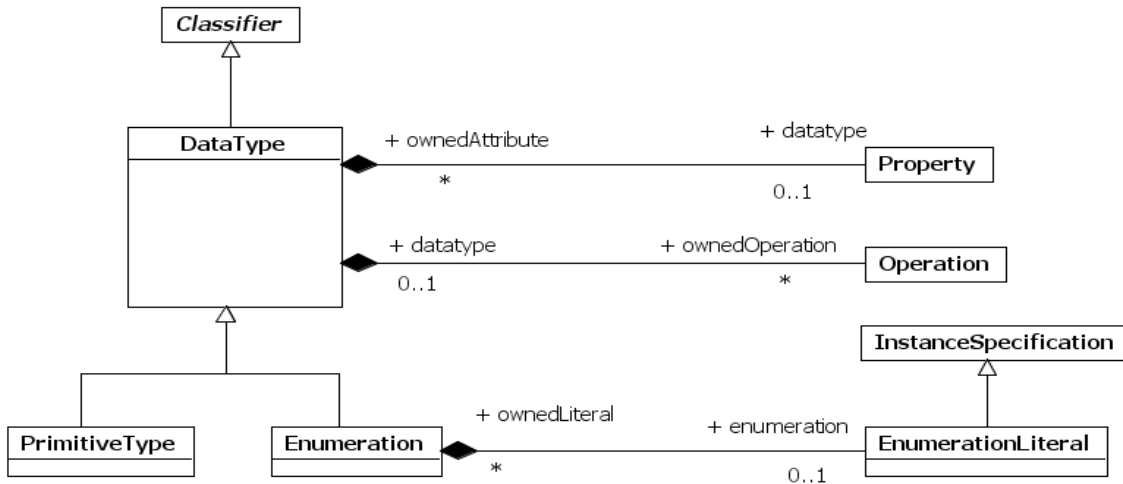 Classifier
DataType
+ ownedAttribute
+ datatype
*
0..1
Property
+ datatype
+ ownedOperation
0..1
*
Operation
InstanceSpecification
PrimitiveType
Enumeration
+ ownedLiteral
+ enumeration
*
0..1
EnumerationLiteral